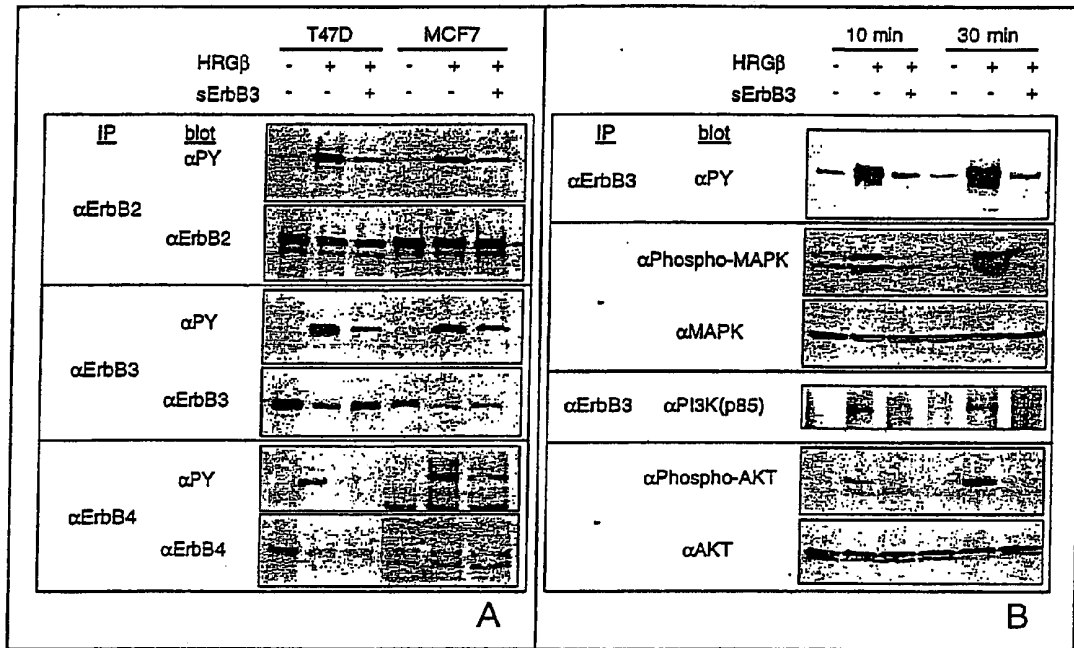 T47D MCF7
HRGβ - + + - + +
sErbB3 - - + - - +
IP blot
αPY
αErbB2
αErbB2
αPY
αErbB3
αErbB3
αPY
αErbB4
αErbB4
A
10 min 30 min
HRGβ - + + - + +
sErbB3 - - + - - +
IP blot
αErbB3 αPY
αPhospho-MAPK
-
αMAPK
αErbB3 αPI3K(p85)
αPhospho-AKT
-
αAKT
B